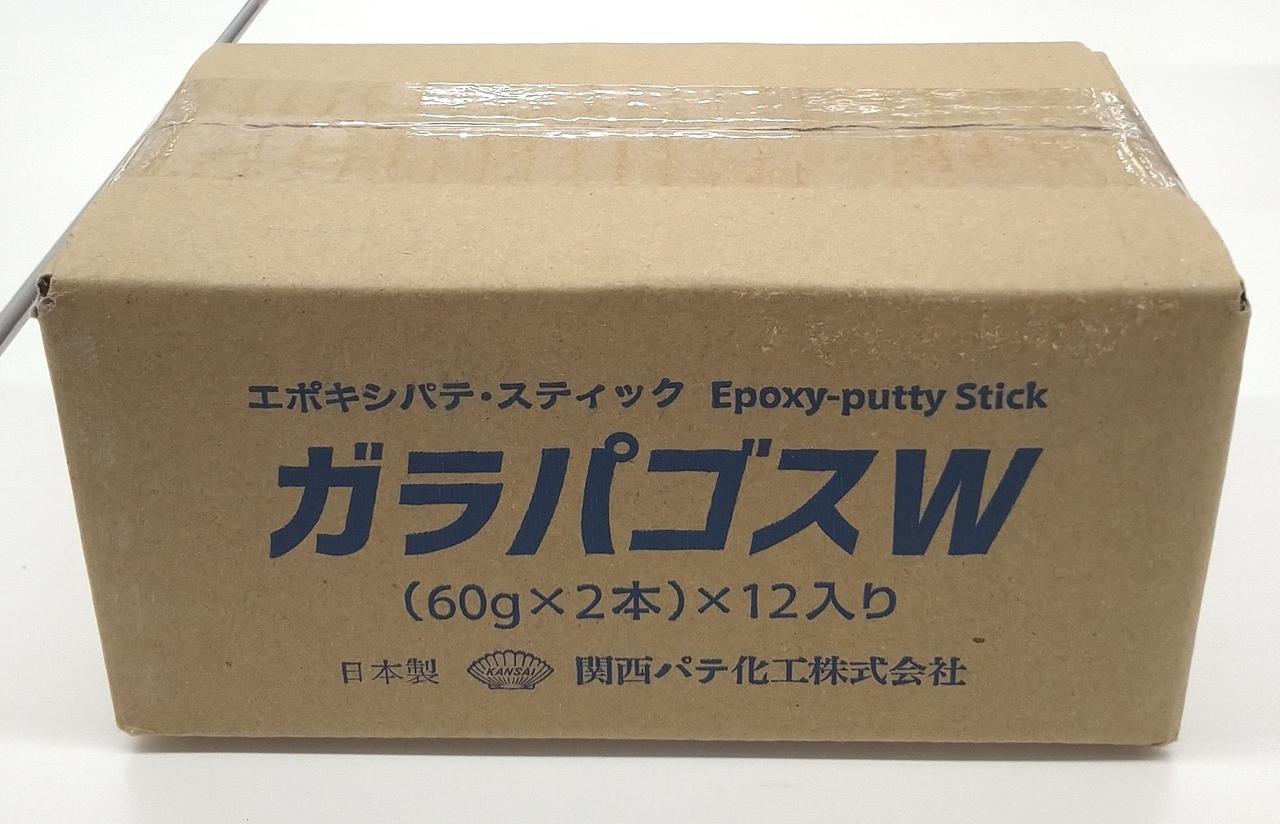 エポキシパテ・スティック Epoxy-putty Stick
ガラパゴスW
(60g×2本)×12入り
日本製 KANSAI 関西パテ化工株式会社